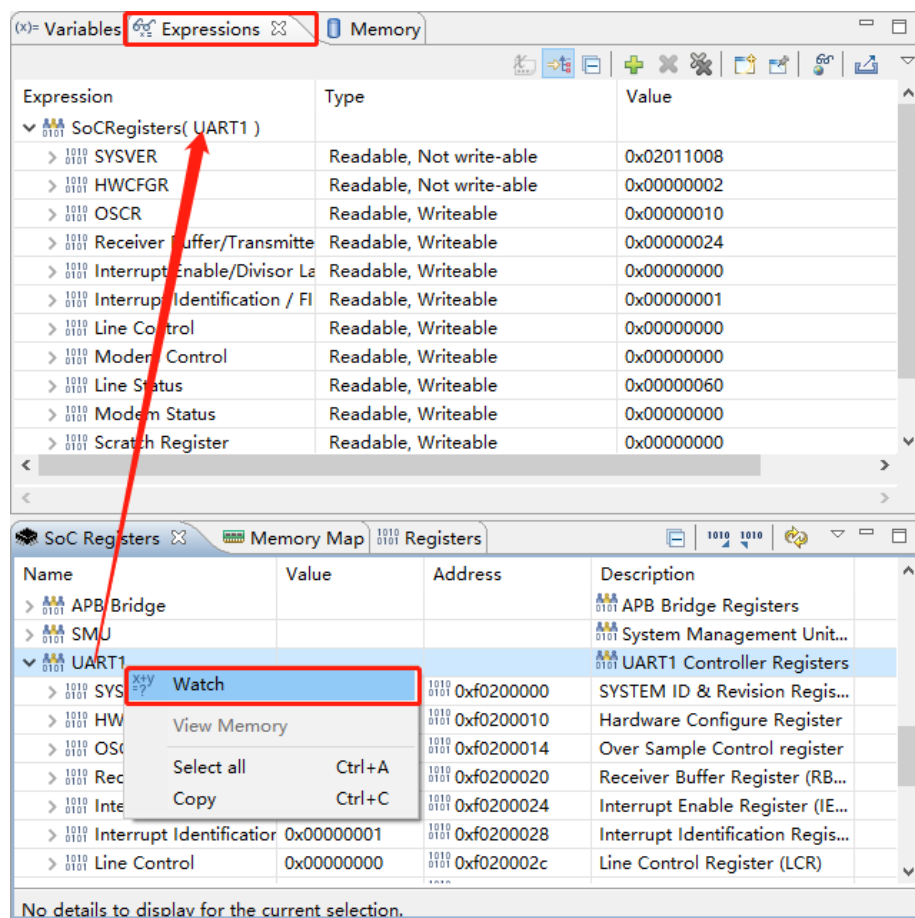 (x)= Variables Expressions Memory
Expression Type Value
SoCRegisters( UART1 )
SYSVER Readable, Not write-able 0x02011008
HWCFGR Readable, Not write-able 0x00000002
OSCR Readable, Writeable 0x00000010
Receiver Buffer/Transmitte Readable, Writeable 0x00000024
Interrupt Enable/Divisor La Readable, Writeable 0x00000000
Interrupt Identification / FI Readable, Writeable 0x00000001
Line Control Readable, Writeable 0x00000000
Modem Control Readable, Writeable 0x00000000
Line Status Readable, Writeable 0x00000060
Modem Status Readable, Writeable 0x00000000
Scratch Register Readable, Writeable 0x00000000
SoC Registers Memory Map Registers
Name Value Address Description
APB Bridge APB Bridge Registers
SMU System Management Unit...
UART1 UART1 Controller Registers
SYS 0xf0200000 SYSTEM ID & Revision Regis...
HW 0xf0200010 Hardware Configure Register
OSC 0xf0200014 Over Sample Control register
Rec 0xf0200020 Receiver Buffer Register (RB...
Inte 0xf0200024 Interrupt Enable Register (IE...
Interrupt Identification 0x00000001 0xf0200028 Interrupt Identification Regis...
Line Control 0x00000000 0xf020002c Line Control Register (LCR)
Watch
View Memory
Select all Ctrl+A
Copy Ctrl+C
No details to display for the current selection.